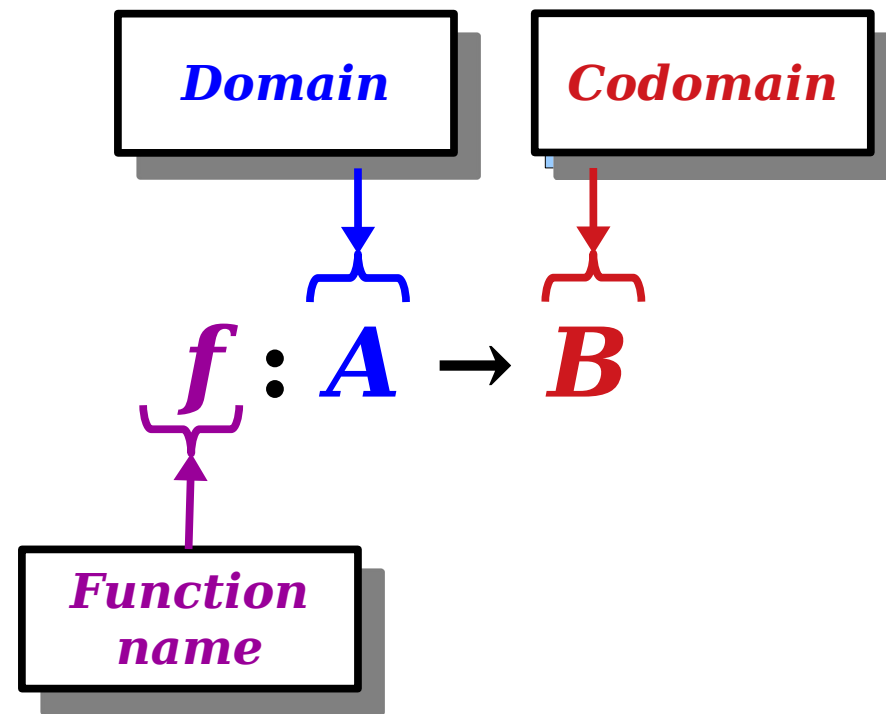 Domain
Codomain
f : A → B
Function
name